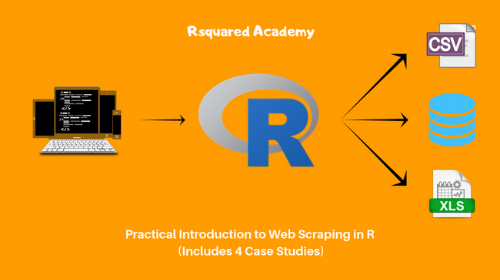 Rsquared Academy
CSV
R
XLS
Practical Introduction to Web Scraping in R
(Includes 4 Case Studies)